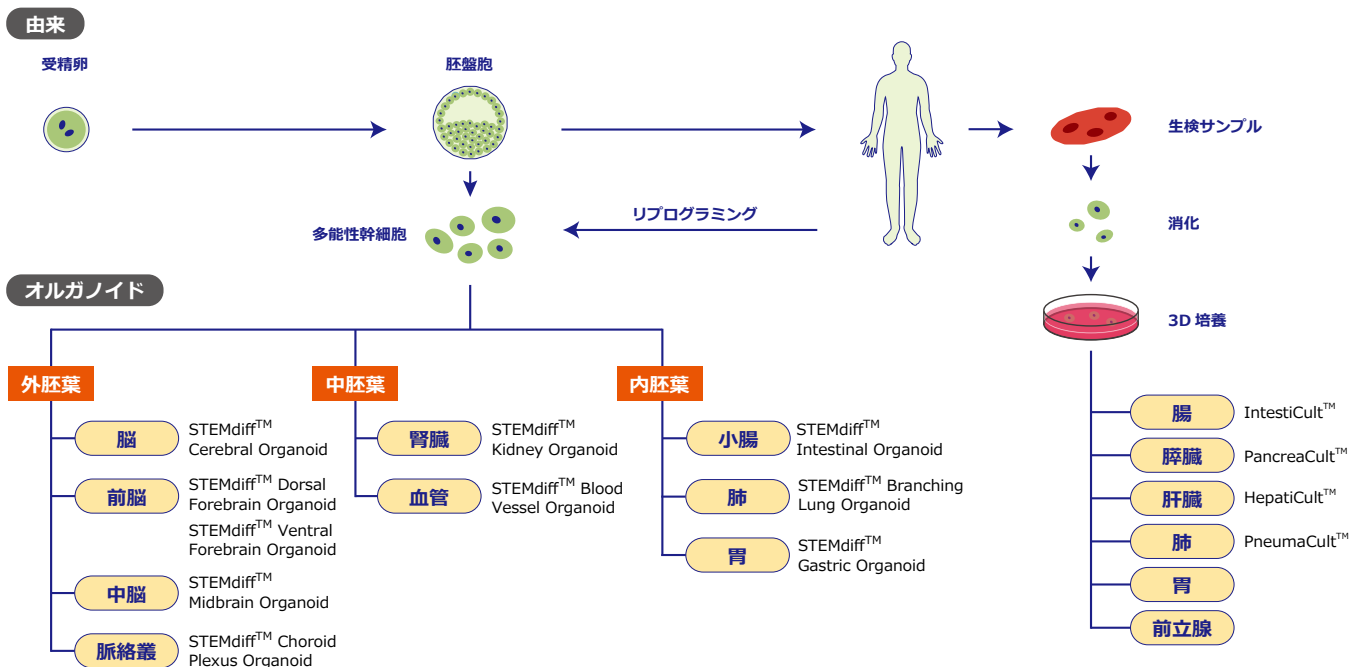 由来
受精卵
胚盤胞
生検サンプル
多能性幹細胞
リプログラミング
消化
オルガノイド
3D 培養
外胚葉
中胚葉
内胚葉
脳
STEMdiff™
Cerebral Organoid
前脳
STEMdiff™ Dorsal
Forebrain Organoid
STEMdiff™ Ventral
Forebrain Organoid
中脳
STEMdiff™
Midbrain Organoid
脈絡叢
STEMdiff™ Choroid
Plexus Organoid
腎臓
STEMdiff™
Kidney Organoid
血管
STEMdiff™ Blood
Vessel Organoid
小腸
STEMdiff™
Intestinal Organoid
肺
STEMdiff™ Branching
Lung Organoid
胃
STEMdiff™
Gastric Organoid
腸
IntestiCult™
膵臓
PancreaCult™
肝臓
HepatiCult™
肺
PneumaCult™
胃
前立腺